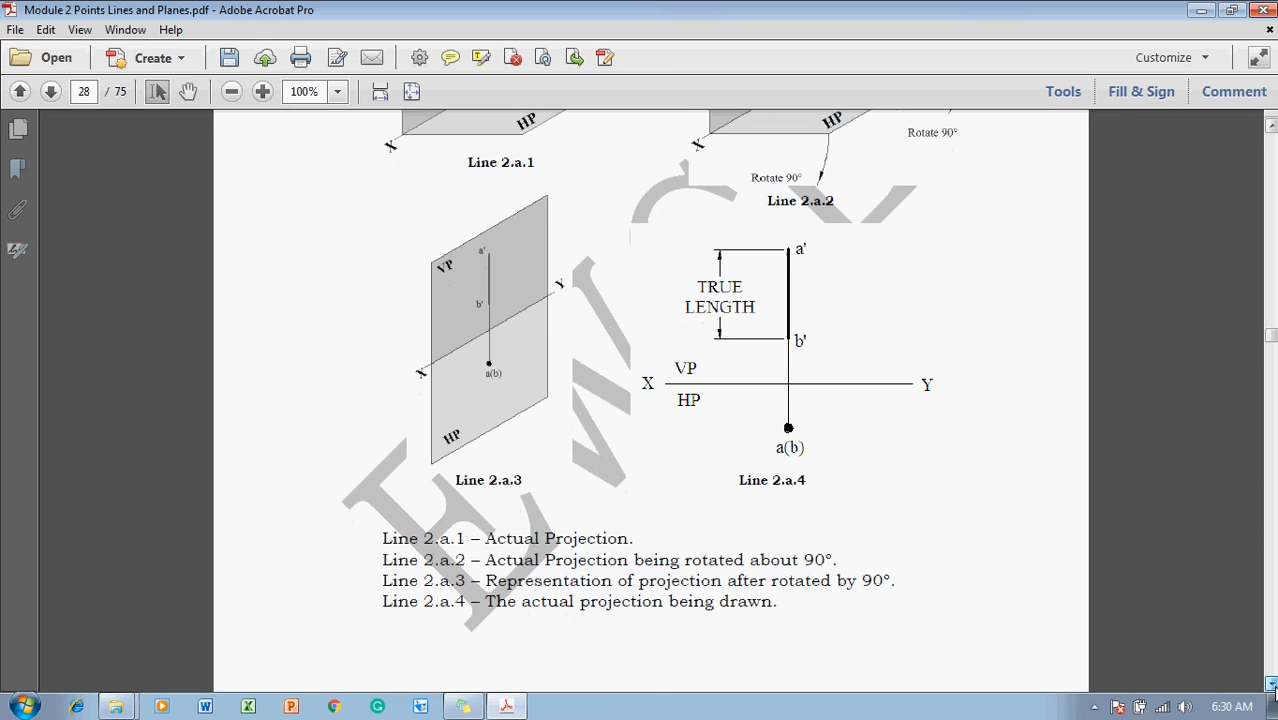 Module 2 Points Lines and Planes.pdf - Adobe Acrobat Pro
File Edit View Window Help
Open Create Customize
28 / 75 100% Tools Fill & Sign Comment
HP HP
X X Rotate 90°
Line 2.a.1
Rotate 90°
Line 2.a.2
a' a'
VP
TRUE
LENGTH
Y
b' b'
VP
X Y
X a(b)
HP
HP a(b)
Line 2.a.3 Line 2.a.4
Line 2.a.1 – Actual Projection.
Line 2.a.2 – Actual Projection being rotated about 90°.
Line 2.a.3 – Representation of projection after rotated by 90°.
Line 2.a.4 – The actual projection being drawn.
6:30 AM